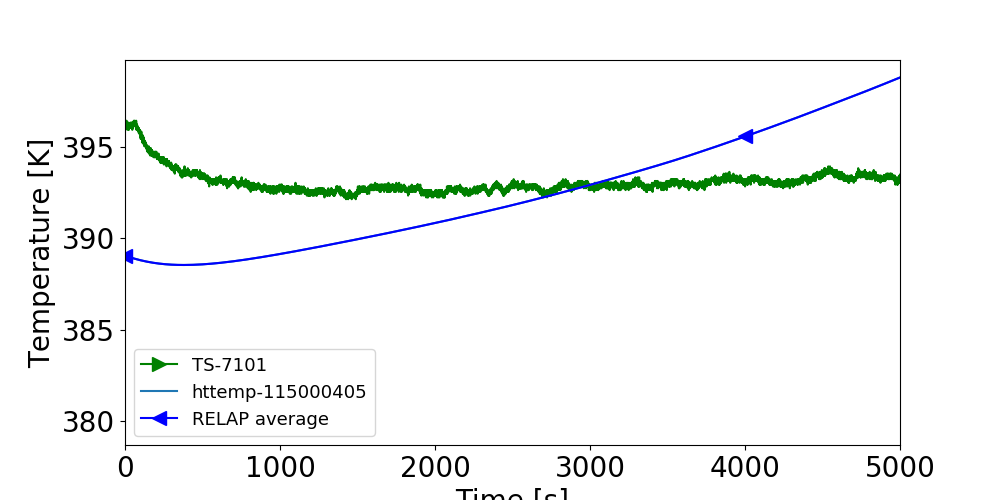 Temperature [K]
395
390
385
380
TS-7101
httemp-115000405
RELAP average
0 1000 2000 3000 4000 5000
Time [s]